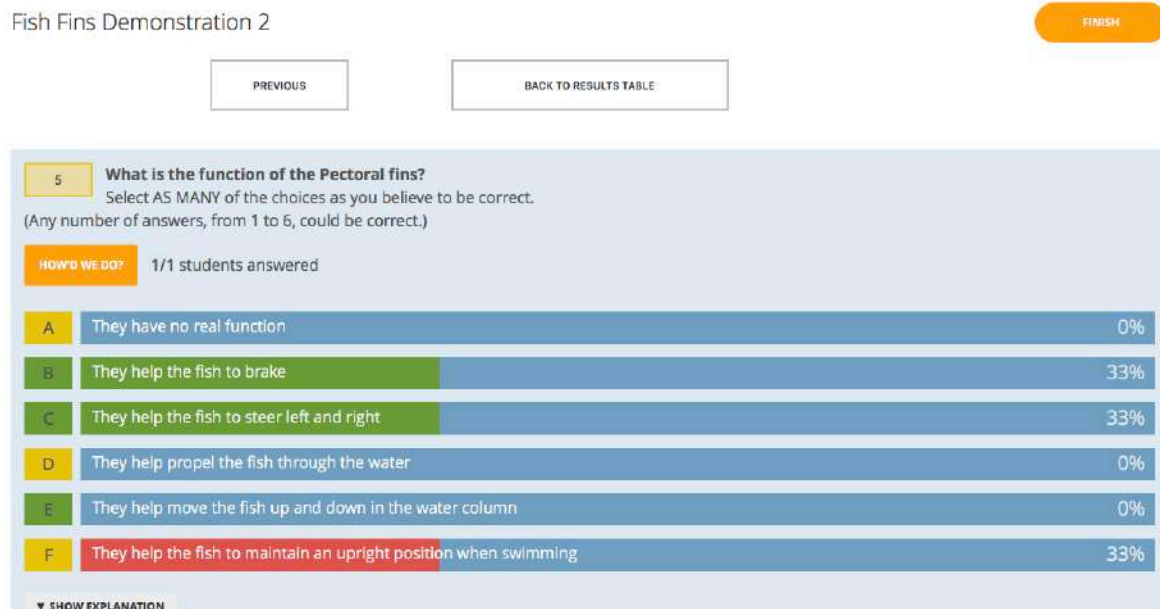 Fish Fins Demonstration 2
FINISH
PREVIOUS
BACK TO RESULTS TABLE
5
What is the function of the Pectoral fins?
Select AS MANY of the choices as you believe to be correct.
(Any number of answers, from 1 to 6, could be correct.)
HOW'D WE DO?
1/1 students answered
A They have no real function 0%
B They help the fish to brake 33%
C They help the fish to steer left and right 33%
D They help propel the fish through the water 0%
E They help move the fish up and down in the water column 0%
F They help the fish to maintain an upright position when swimming 33%
▼ SHOW EXPLANATION